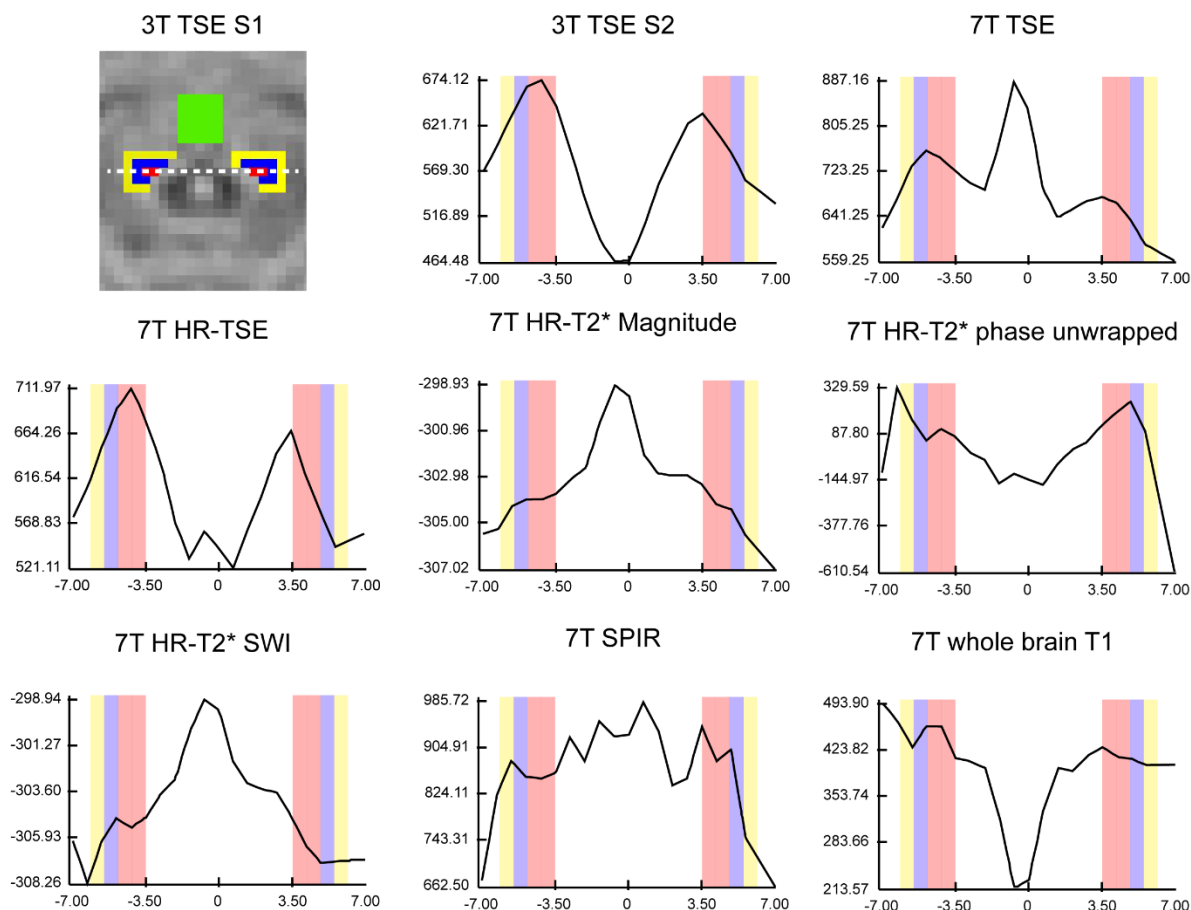 3T TSE S1
3T TSE S2
7T TSE
674.12
621.71
569.30
516.89
464.48
-7.00 -3.50 0 3.50 7.00
887.16
805.25
723.25
641.25
559.25
-7.00 -3.50 0 3.50 7.00
7T HR-TSE
7T HR-T2* Magnitude
7T HR-T2* phase unwrapped
711.97
664.26
616.54
568.83
521.11
-7.00 -3.50 0 3.50 7.00
-298.93
-300.96
-302.98
-305.00
-307.02
-7.00 -3.50 0 3.50 7.00
329.59
87.80
-144.97
-377.76
-610.54
-7.00 -3.50 0 3.50 7.00
7T HR-T2* SWI
7T SPIR
7T whole brain T1
-298.94
-301.27
-303.60
-305.93
-308.26
-7.00 -3.50 0 3.50 7.00
985.72
904.91
824.11
743.31
662.50
-7.00 -3.50 0 3.50 7.00
493.90
423.82
353.74
283.66
213.57
-7.00 -3.50 0 3.50 7.00